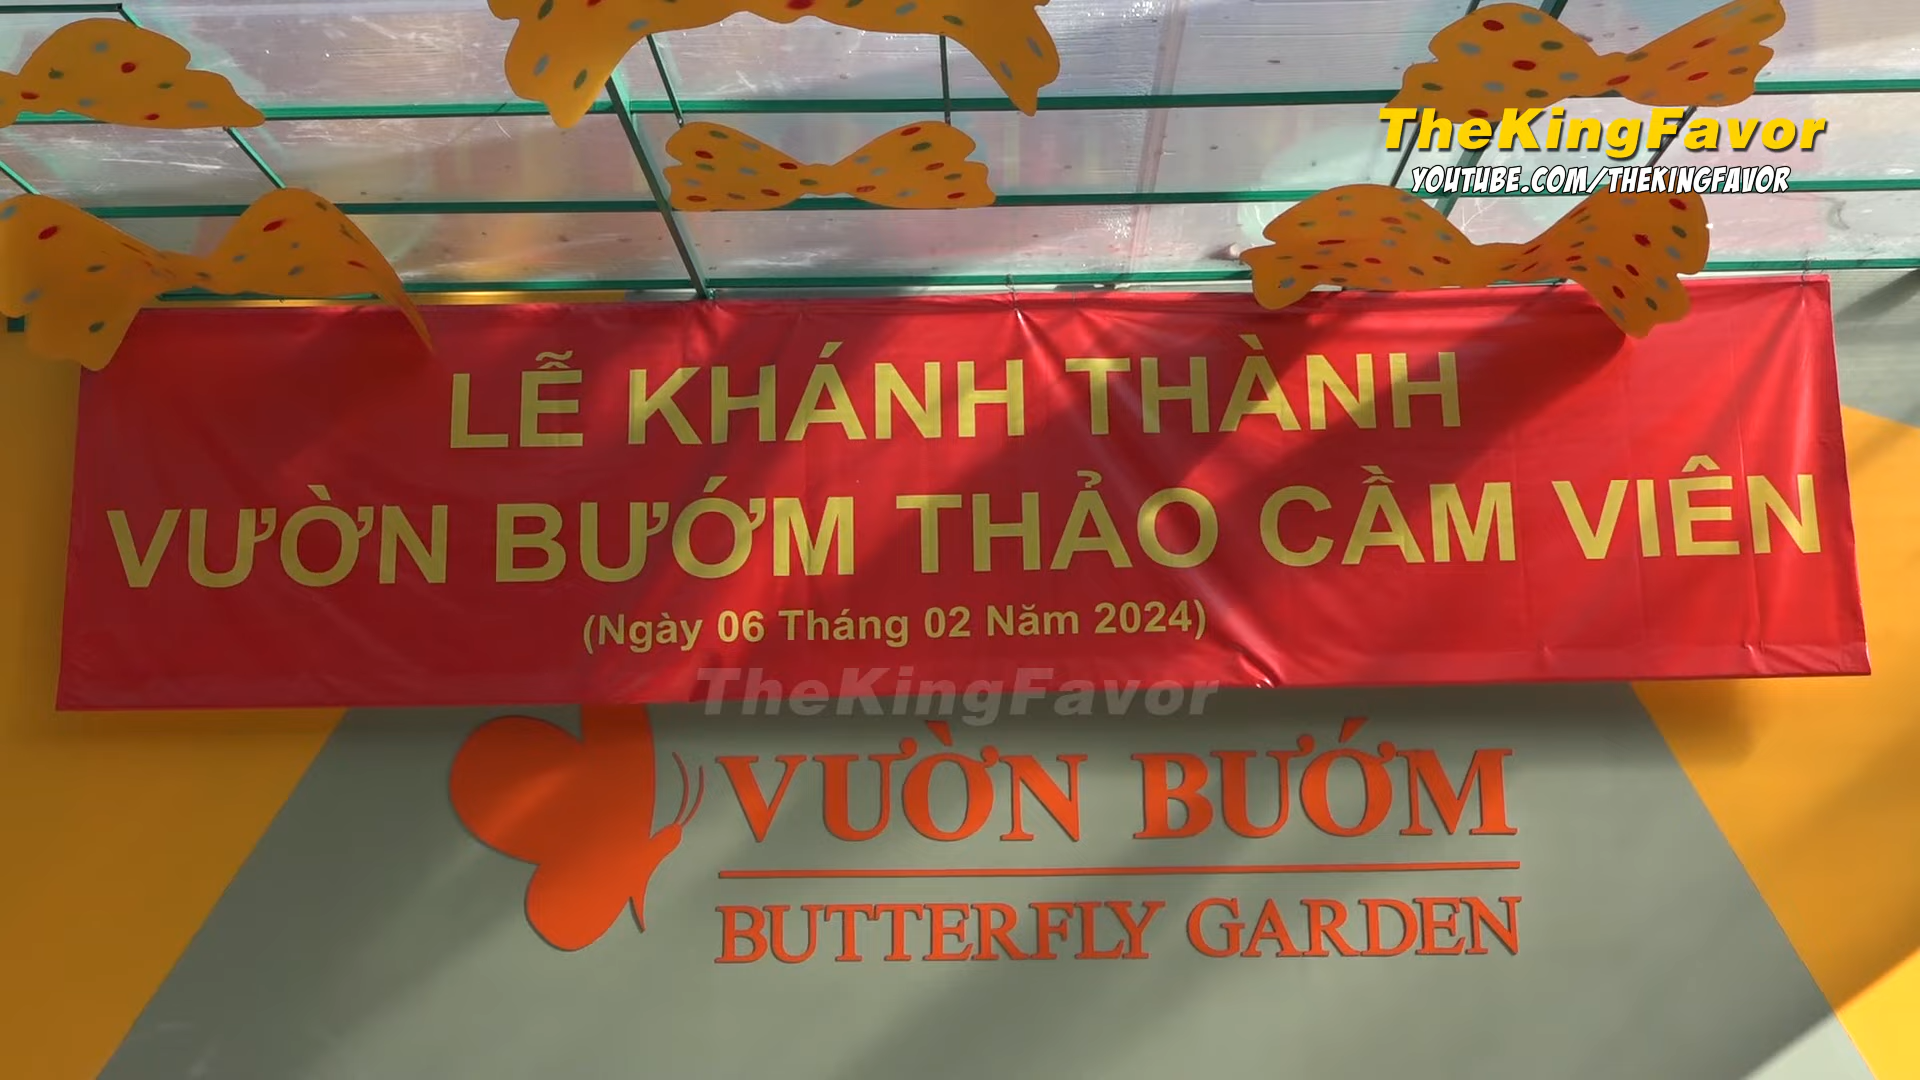 TheKingFavor
YOUTUBE.COM/THEKINGFAVOR
LỄ KHÁNH THÀNH
VƯỜN BƯỚM THẢO CẦM VIÊN
(Ngày 06 Tháng 02 Năm 2024)
TheKingFavor
VƯỜN BƯỚM
BUTTERFLY GARDEN